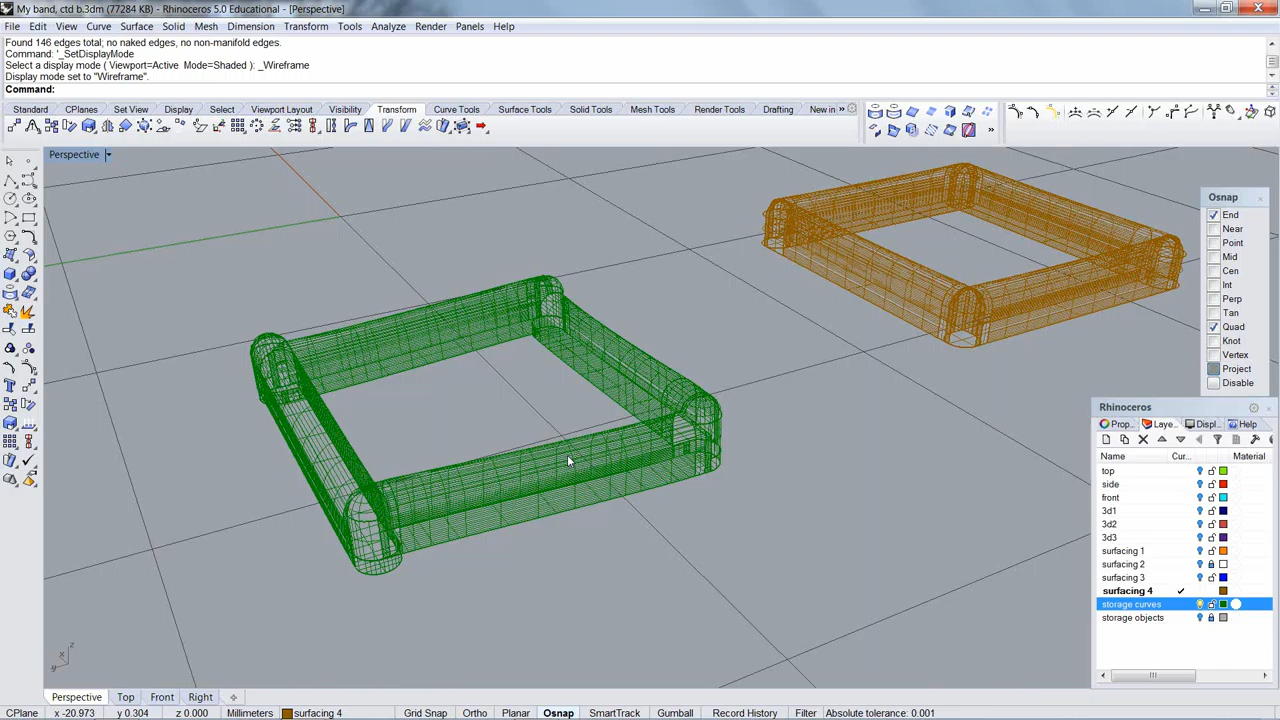 My band, ctd b.3dm (77284 KB) - Rhinoceros 5.0 Educational - [Perspective]
File Edit View Curve Surface Solid Mesh Dimension Transform Tools Analyze Render Panels Help
Found 146 edges total; no naked edges, no non-manifold edges.
Command: '_SetDisplayMode
Select a display mode ( Viewport=Active  Mode=Shaded ): _Wireframe
Display mode set to "Wireframe".
Command:
Standard CPlanes Set View Display Select Viewport Layout Visibility Transform Curve Tools Surface Tools Solid Tools Mesh Tools Render Tools Drafting New in »
Perspective
Osnap
End
Near
Point
Mid
Cen
Int
Perp
Tan
Quad
Knot
Vertex
Project
Disable
Rhinoceros
Prop... Laye... Displ... Help
Name Cur... Material
top
side
front
3d1
3d2
3d3
surfacing 1
surfacing 2
surfacing 3
surfacing 4
storage curves
storage objects
z
x
y
Perspective Top Front Right
CPlane x -20.973 y 0.304 z 0.000 Millimeters surfacing 4 Grid Snap Ortho Planar Osnap SmartTrack Gumball Record History Filter Absolute tolerance: 0.001